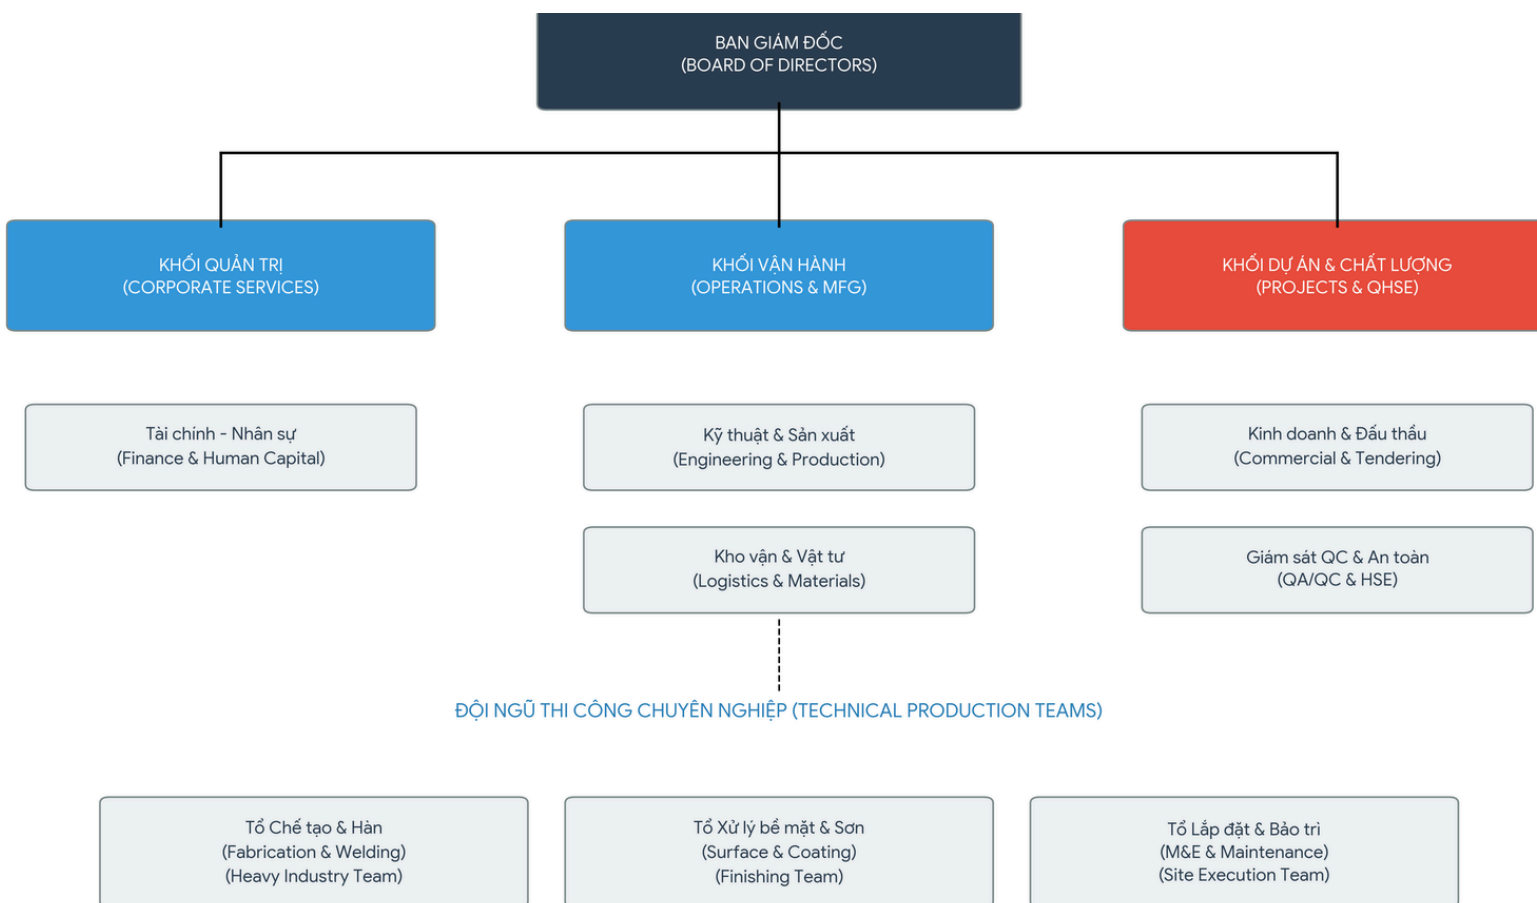 BAN GIÁM ĐỐC
(BOARD OF DIRECTORS)
KHỐI QUẢN TRỊ
(CORPORATE SERVICES)
KHỐI VẬN HÀNH
(OPERATIONS & MFG)
KHỐI DỰ ÁN & CHẤT LƯỢNG
(PROJECTS & QHSE)
Tài chính - Nhân sự
(Finance & Human Capital)
Kỹ thuật & Sản xuất
(Engineering & Production)
Kinh doanh & Đấu thầu
(Commercial & Tendering)
Kho vận & Vật tư
(Logistics & Materials)
Giám sát QC & An toàn
(QA/QC & HSE)
ĐỘI NGŨ THI CÔNG CHUYÊN NGHIỆP (TECHNICAL PRODUCTION TEAMS)
Tổ Chế tạo & Hàn
(Fabrication & Welding)
(Heavy Industry Team)
Tổ Xử lý bề mặt & Sơn
(Surface & Coating)
(Finishing Team)
Tổ Lắp đặt & Bảo trì
(M&E & Maintenance)
(Site Execution Team)